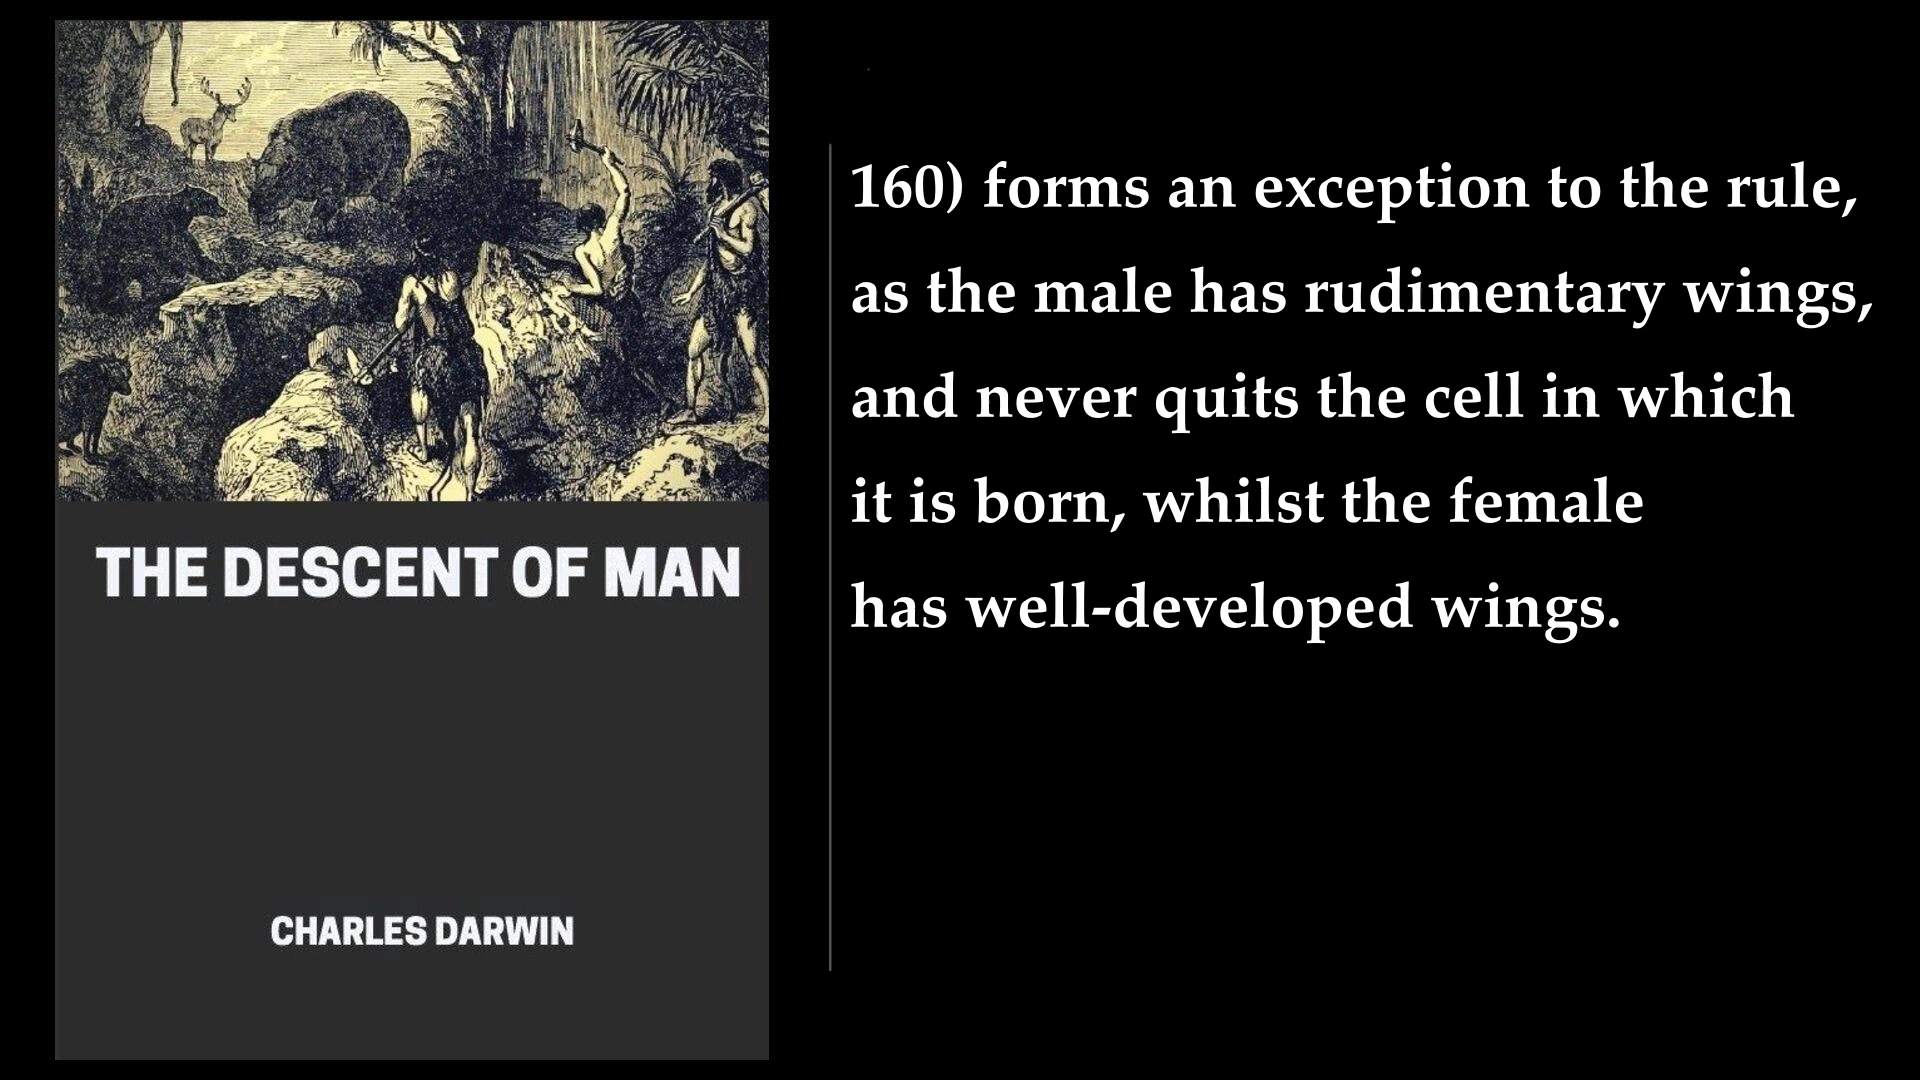 THE DESCENT OF MAN
CHARLES DARWIN
160) forms an exception to the rule,
as the male has rudimentary wings,
and never quits the cell in which
it is born, whilst the female
has well-developed wings.